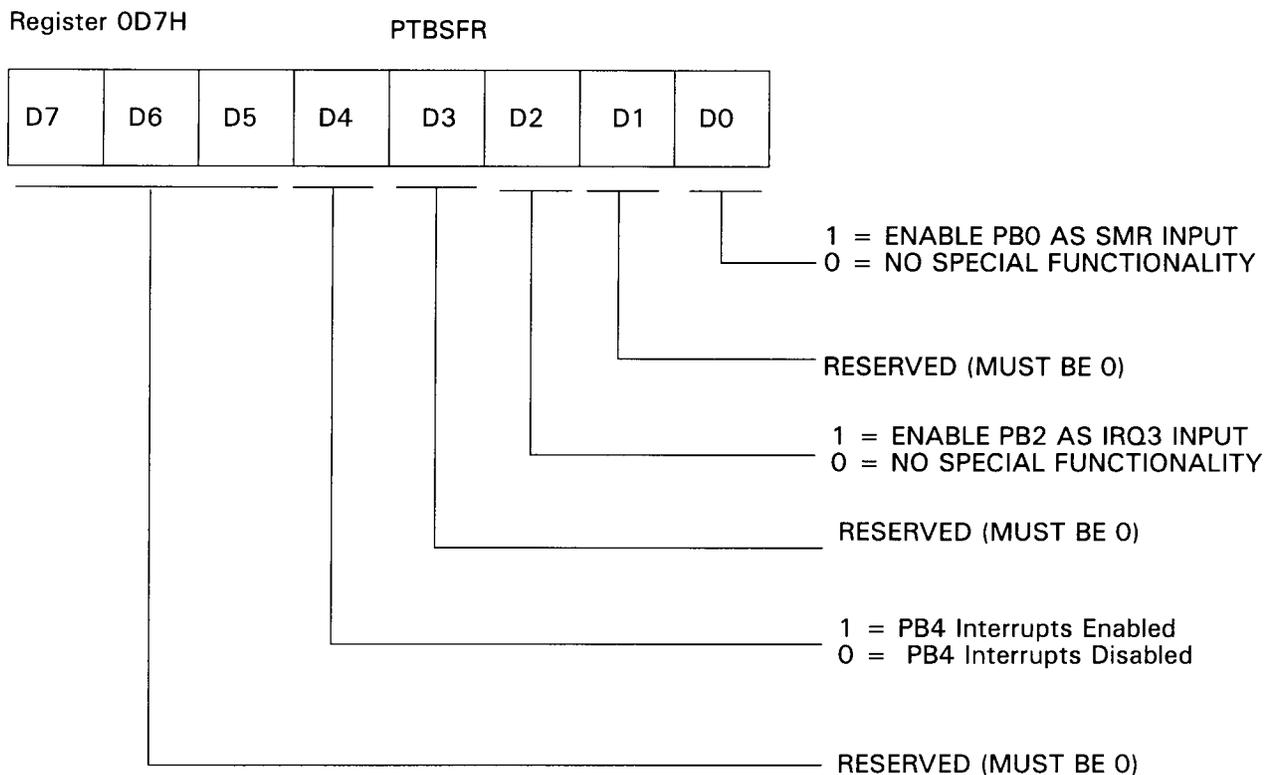 Register 0D7H
PTBSFR
D7 D6 D5 D4 D3 D2 D1 D0
1 = ENABLE PB0 AS SMR INPUT
0 = NO SPECIAL FUNCTIONALITY
RESERVED (MUST BE 0)
1 = ENABLE PB2 AS IRQ3 INPUT
0 = NO SPECIAL FUNCTIONALITY
RESERVED (MUST BE 0)
1 = PB4 Interrupts Enabled
0 = PB4 Interrupts Disabled
RESERVED (MUST BE 0)